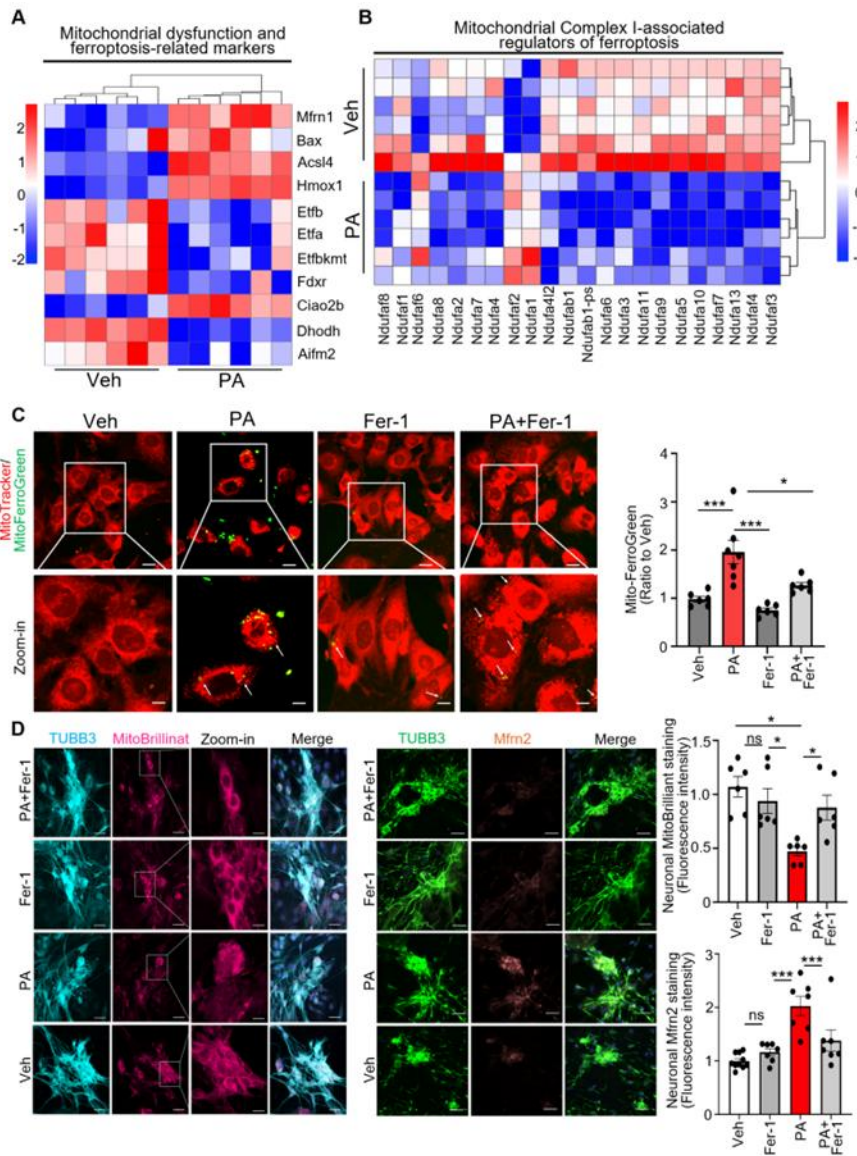 A
Mitochondrial dysfunction and
ferroptosis-related markers
2
1
0
-1
-2
Mfrn1
Bax
Acsl4
Hmox1
Etfb
Etfa
Etfbkmt
Fdxr
Ciao2b
Dhodh
Aifm2
Veh
PA
B
Mitochondrial Complex I-associated
regulators of ferroptosis
Veh
PA
Ndufaf8
Ndufaf1
Ndufaf6
Ndufa8
Ndufa2
Ndufa7
Ndufa4
Ndufaf2
Ndufa1
Ndufa4l2
Ndufab1
Ndufab1-ps
Ndufa6
Ndufa3
Ndufa11
Ndufa9
Ndufa5
Ndufa10
Ndufaf7
Ndufa13
Ndufaf4
Ndufaf3
C
Veh
PA
Fer-1
PA+Fer-1
MitoTracker/
MitoFerroGreen
Zoom-in
Mito-FerroGreen
(Ratio to Veh)
4
3
2
1
0
***
***
*
Veh
PA
Fer-1
PA+
Fer-1
D
TUBB3
MitoBrillinat
Zoom-in
Merge
PA+Fer-1
Fer-1
PA
Veh
TUBB3
Mfrn2
Merge
PA+Fer-1
Fer-1
PA
Veh
Neuronal MitoBrilliant staining
(Fluorescence intensity)
1.5
1.0
0.5
0
*
ns
*
*
Veh
Fer-1
PA
PA+
Fer-1
Neuronal Mfrn2 staining
(Fluorescence intensity)
3
2
1
0
ns
***
***
Veh
Fer-1
PA
PA+
Fer-1